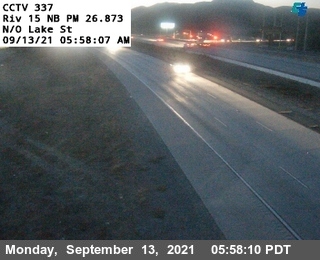 CCTV 337
Riv 15 NB PM 26.873
N/O Lake St
09/13/21 05:58:07 AM
Monday, September 13, 2021 05:58:10 PDT